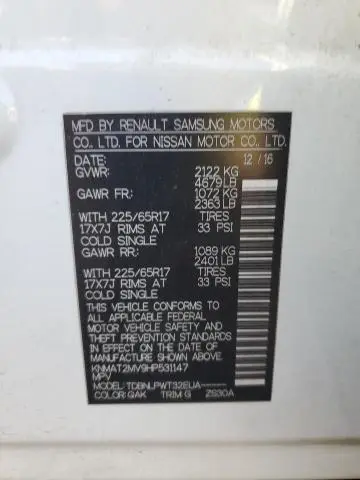 MFD BY RENAULT SAMSUNG MOTORS
CO., LTD. FOR NISSAN MOTOR CO., LTD.
DATE: 12/16
GVWR: 2122 KG
4679 LB
GAWR FR: 1072 KG
2363 LB
WITH 225/65R17 TIRES
17X7J RIMS AT 33 PSI
COLD SINGLE
GAWR RR: 1089 KG
2401 LB
WITH 225/65R17 TIRES
17X7J RIMS AT 33 PSI
COLD SINGLE
THIS VEHICLE CONFORMS TO
ALL APPLICABLE FEDERAL
MOTOR VEHICLE SAFETY AND
THEFT PREVENTION STANDARDS
IN EFFECT ON THE DATE OF
MANUFACTURE SHOWN ABOVE.
KNMAT2MV9HP531147
MPV
MODEL: TDBNLPWT32EUA
COLOR: GAK TRIM G ZS30A